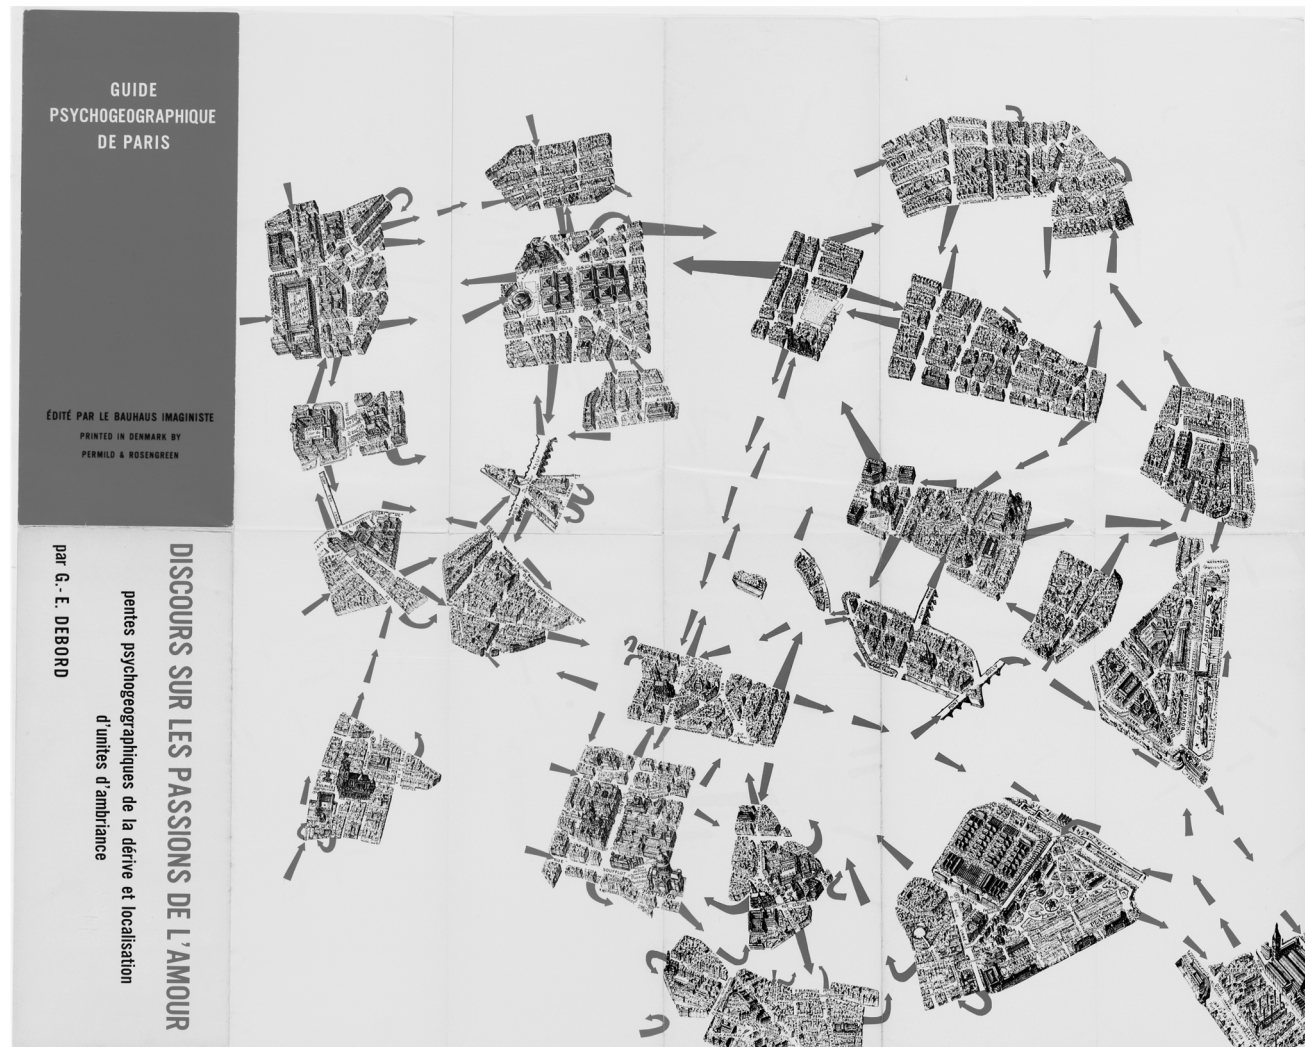 GUIDE
PSYCHOGEOGRAPHIQUE
DE PARIS
ÉDITÉ PAR LE BAUHAUS IMAGINISTE
PRINTED IN DENMARK BY
PERMILD & ROSENGREEN
DISCOURS SUR LES PASSIONS DE L'AMOUR
pentes psychogeographiques de la dérive et localisation
d'unites d'ambriance
par G.-E. DEBORD